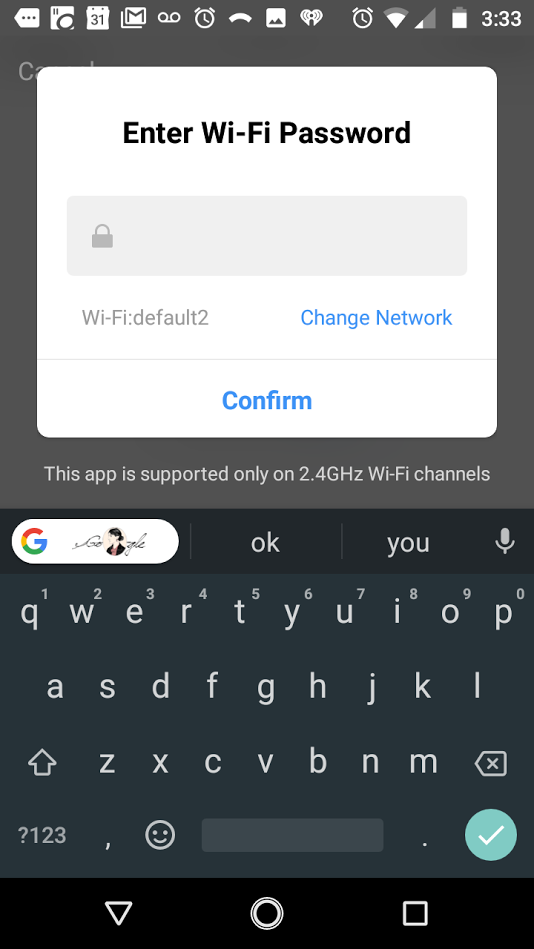 31 3:33
Enter Wi-Fi Password
Wi-Fi:default2 Change Network
Confirm
This app is supported only on 2.4GHz Wi-Fi channels
G Google ok you
1 2 3 4 5 6 7 8 9 0
q w e r t y u i o p
a s d f g h j k l
z x c v b n m
?123 , .